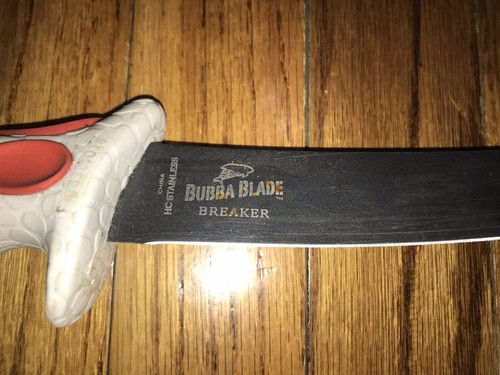 CHINA
HC STAINLESS
BUBBA BLADE
BREAKER